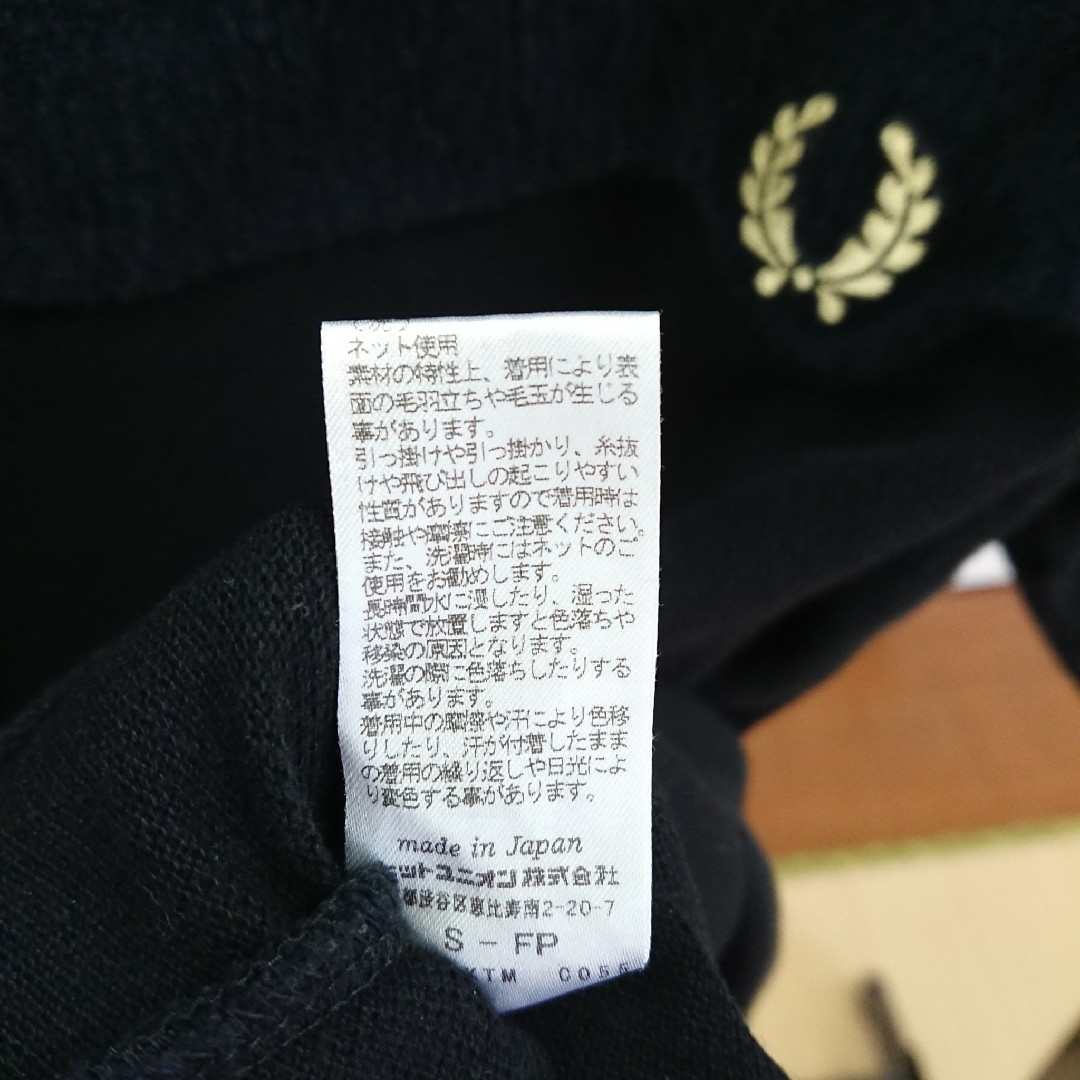 ネット使用
素材の特性上、着用により表
面の毛羽立ちや毛玉が生じる
事があります。
引っ掛けや引っ掛かり、糸抜
けや飛び出しの起こりやすい
性質がありますので着用時は
接触や摩擦にご注意ください。
また、洗濯時にはネットのご
使用をお勧めします。
長時間水に浸したり、湿った
状態で放置しますと色落ちや
移染の原因となります。
洗濯の際に色落ちしたりする
事があります。
着用中の摩擦や汗により色移
りしたり、汗が付着したまま
の着用の繰り返しや日光によ
り変色する事があります。
made in Japan
ットユニオン株式会社
都渋谷区恵比寿南2-20-7
S-FP
TM C055